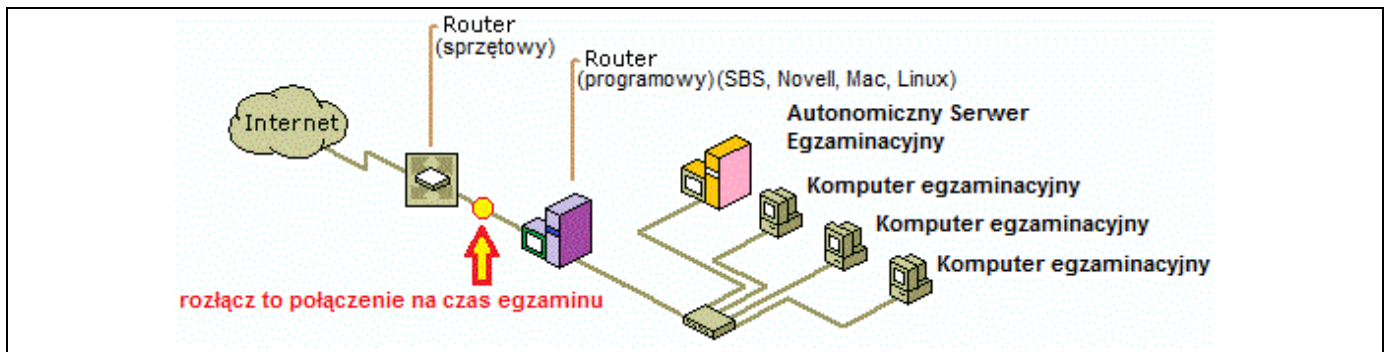 Router
(sprzętowy)
Router
(programowy)(SBS, Novell, Mac, Linux)
Internet
Autonomiczny Serwer
Egzaminacyjny
Komputer egzaminacyjny
Komputer egzaminacyjny
Komputer egzaminacyjny
rozłącz to połączenie na czas egzaminu